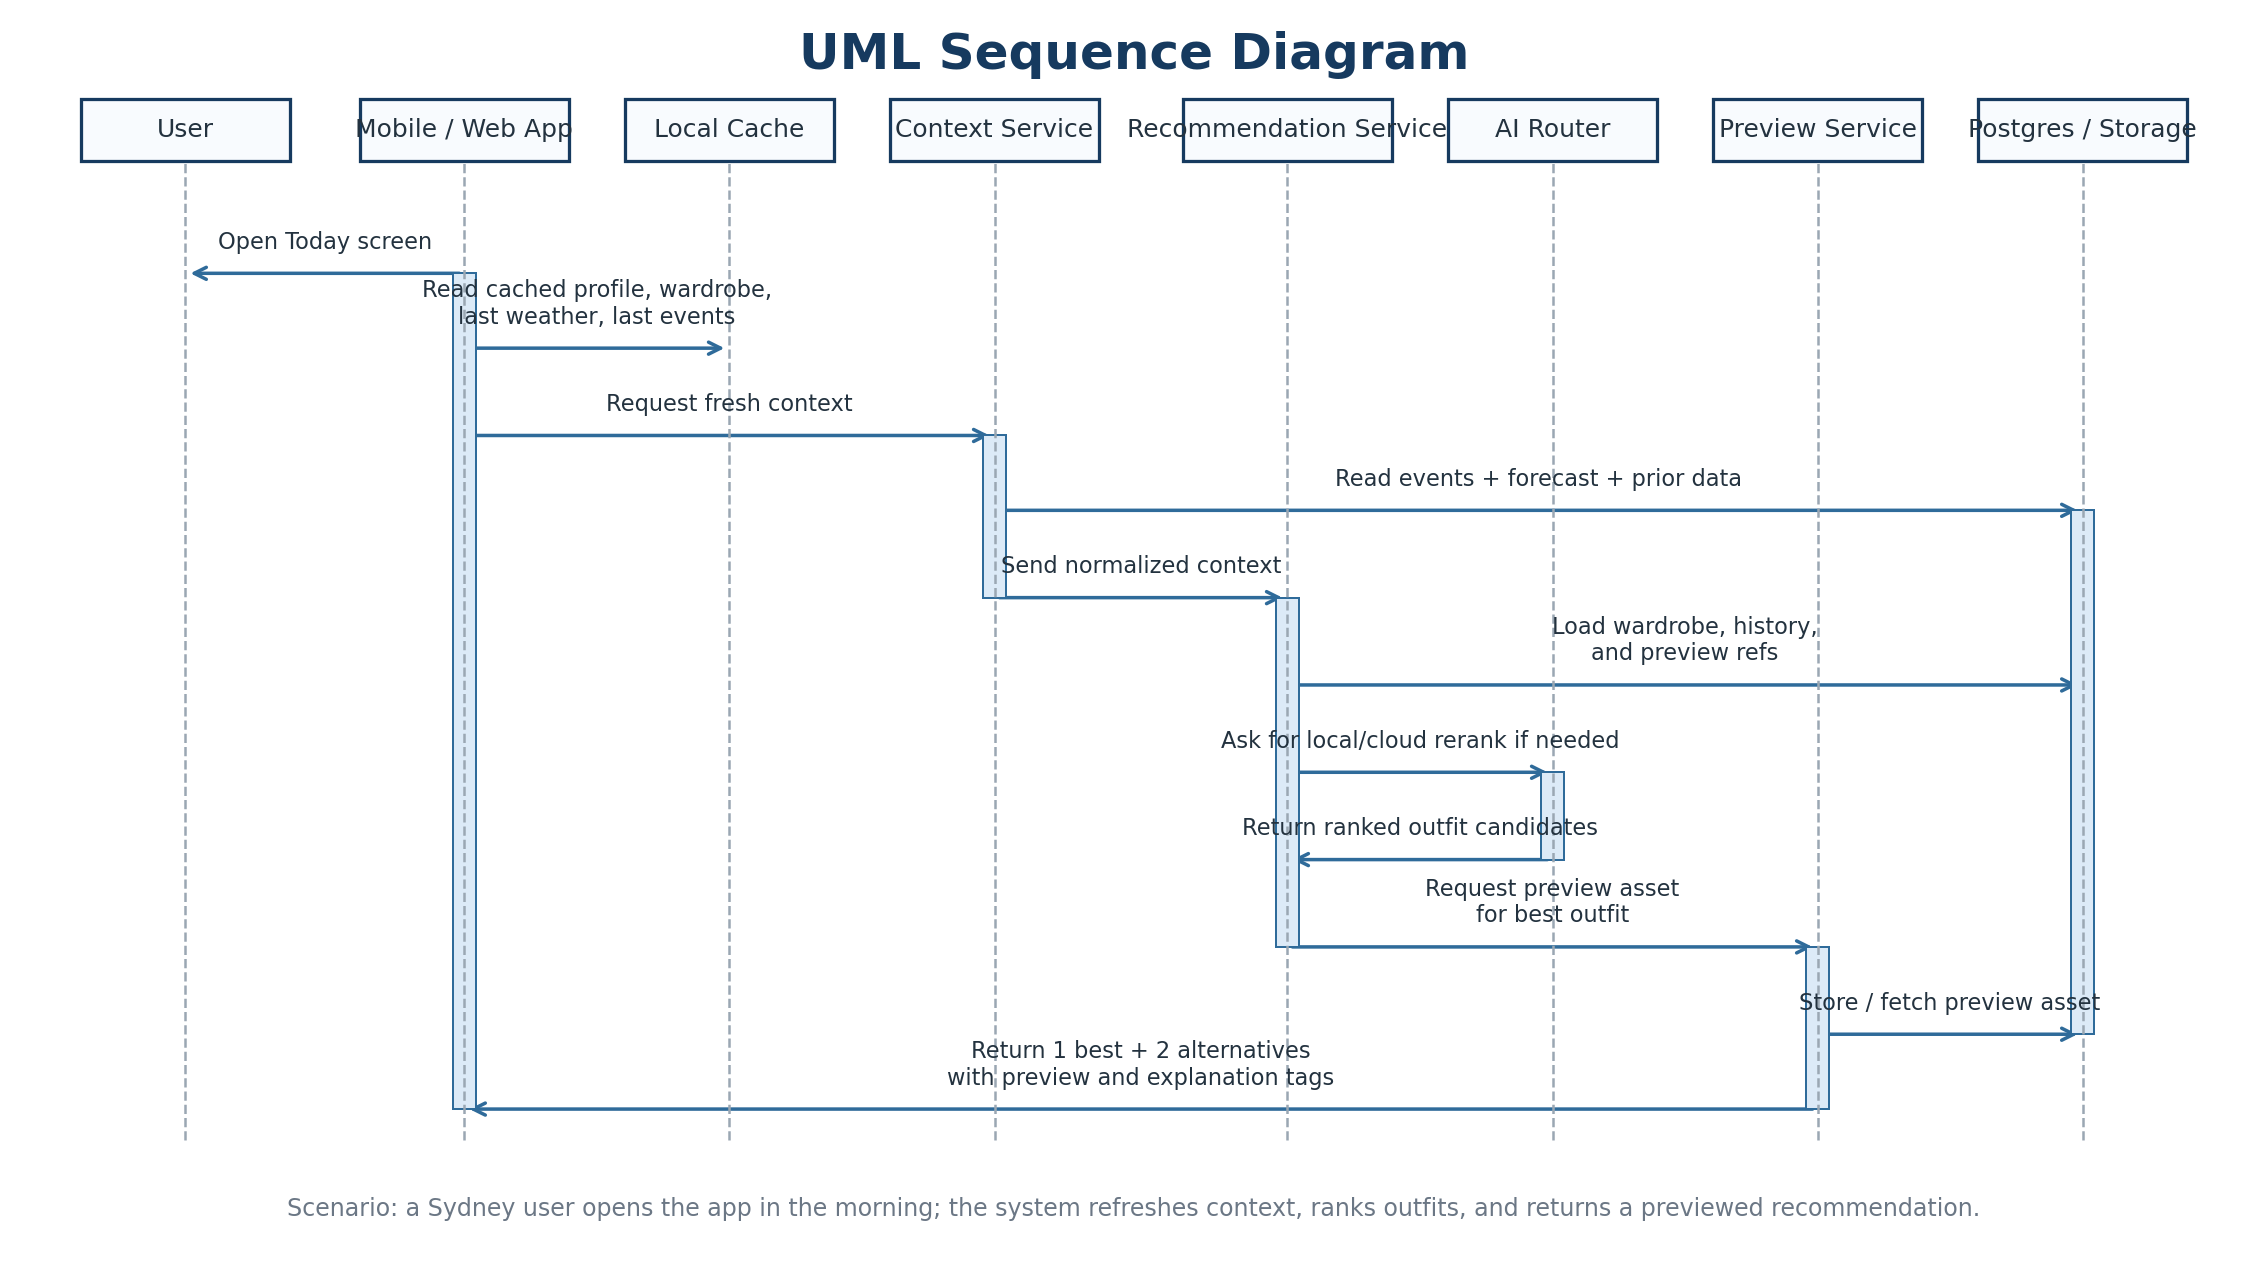 UML Sequence Diagram
User
Mobile / Web App
Local Cache
Context Service
Recommendation Service
AI Router
Preview Service
Postgres / Storage
Open Today screen
Read cached profile, wardrobe,
last weather, last events
Request fresh context
Read events + forecast + prior data
Send normalized context
Load wardrobe, history,
and preview refs
Ask for local/cloud rerank if needed
Return ranked outfit candidates
Request preview asset
for best outfit
Store / fetch preview asset
Return 1 best + 2 alternatives
with preview and explanation tags
Scenario: a Sydney user opens the app in the morning; the system refreshes context, ranks outfits, and returns a previewed recommendation.